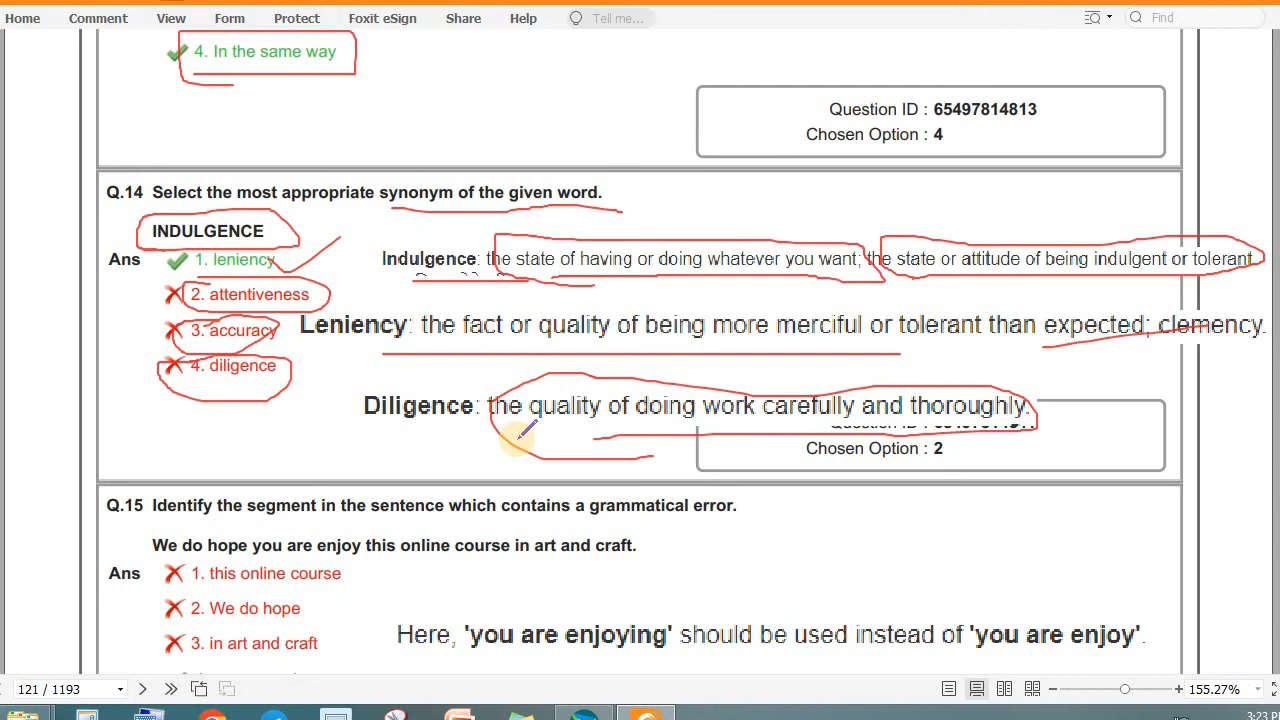 Home Comment View Form Protect Foxit eSign Share Help Tell me... Find
4. In the same way
Question ID : 65497814813
Chosen Option : 4
Q.14 Select the most appropriate synonym of the given word.
INDULGENCE
Ans 1. leniency
Indulgence: the state of having or doing whatever you want; the state or attitude of being indulgent or tolerant
2. attentiveness
3. accuracy
Leniency: the fact or quality of being more merciful or tolerant than expected; clemency.
4. diligence
Diligence: the quality of doing work carefully and thoroughly.
Chosen Option : 2
Q.15 Identify the segment in the sentence which contains a grammatical error.
We do hope you are enjoy this online course in art and craft.
Ans 1. this online course
2. We do hope
3. in art and craft
Here, 'you are enjoying' should be used instead of 'you are enjoy'.
121 / 1193 155.27%